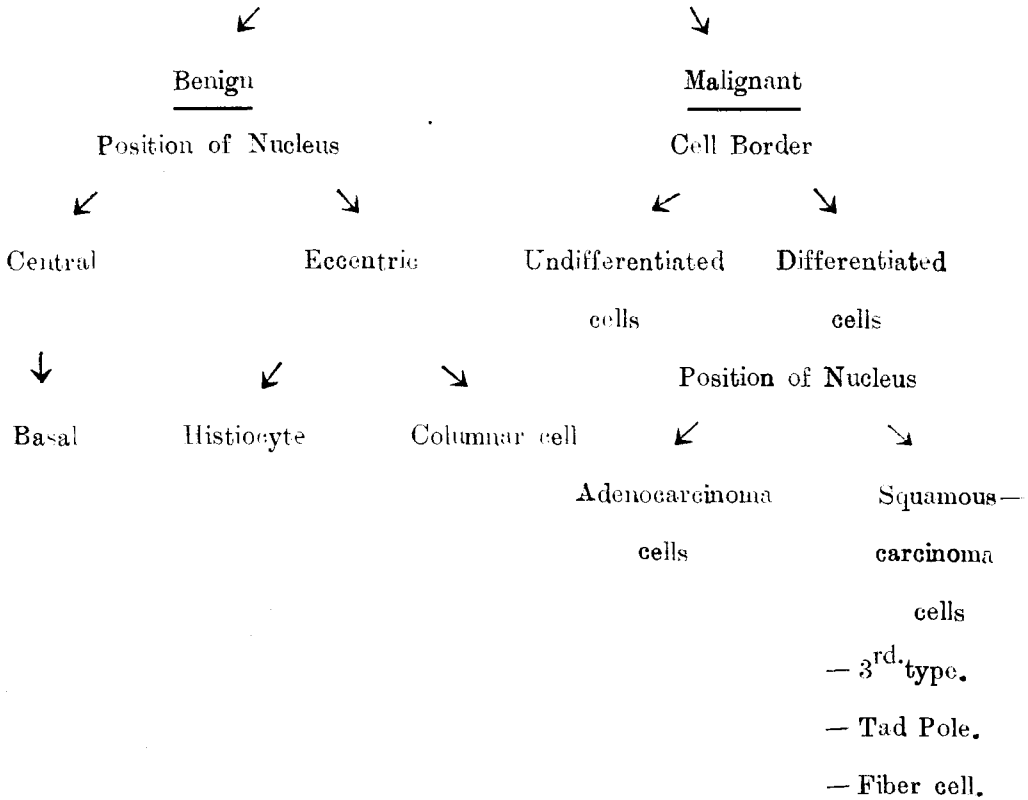 Benign Malignant
Position of Nucleus Cell Border
Central Eccentric Undifferentiated Differentiated
cells cells
Position of Nucleus
Basal Histiocyte Columnar cell
Adenocarcinoma Squamous—
cells carcinoma
cells
— 3rd. type.
— Tad Pole.
— Fiber cell.